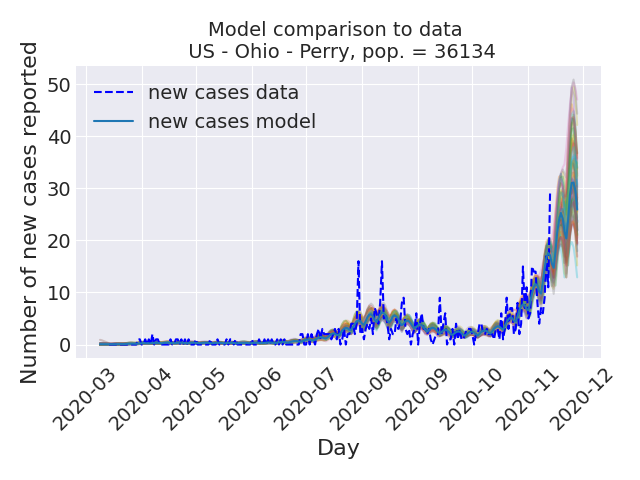 Model comparison to data
US - Ohio - Perry, pop. = 36134
new cases data
new cases model
Number of new cases reported
50
40
30
20
10
0
2020-03
2020-04
2020-05
2020-06
2020-07
2020-08
2020-09
2020-10
2020-11
2020-12
Day